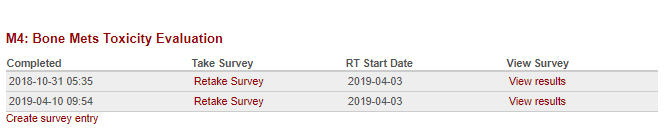 M4: Bone Mets Toxicity Evaluation
Completed Take Survey RT Start Date View Survey
2018-10-31 05:35 Retake Survey 2019-04-03 View results
2019-04-10 09:54 Retake Survey 2019-04-03 View results
Create survey entry